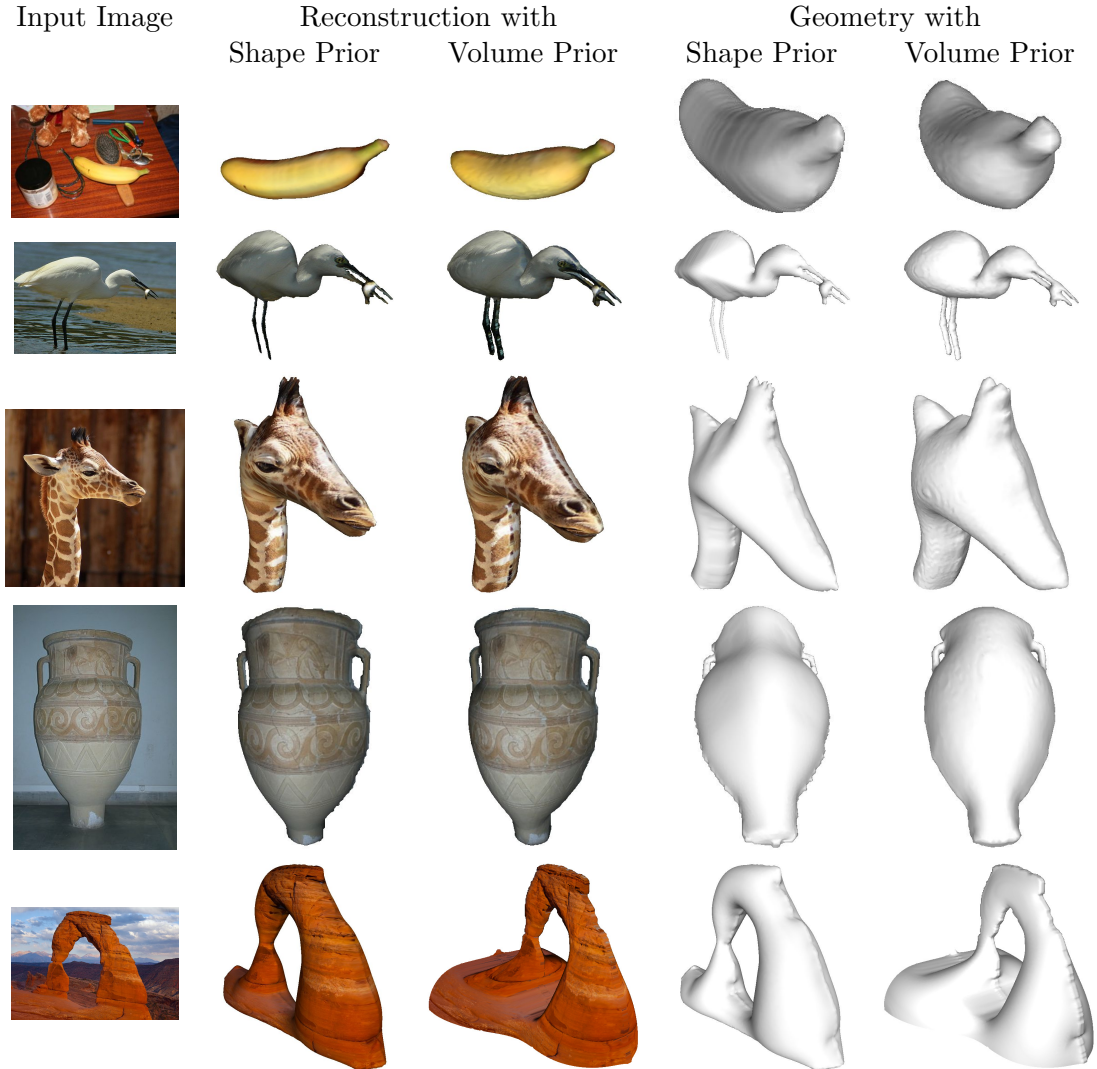 Input Image
Reconstruction with
Geometry with
Shape Prior
Volume Prior
Shape Prior
Volume Prior